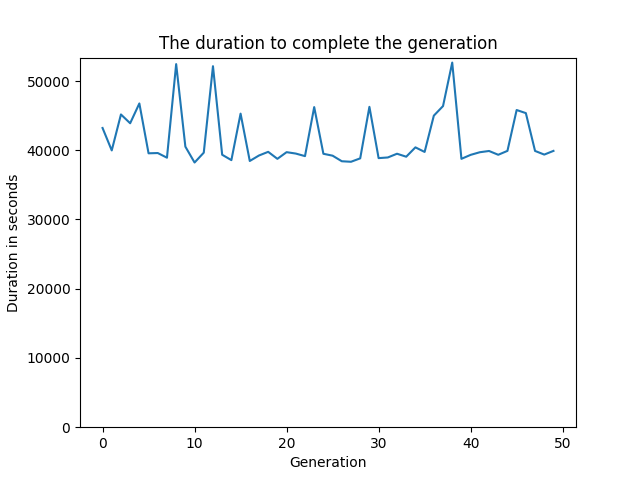 The duration to complete the generation
Duration in seconds
50000
40000
30000
20000
10000
0
0 10 20 30 40 50
Generation